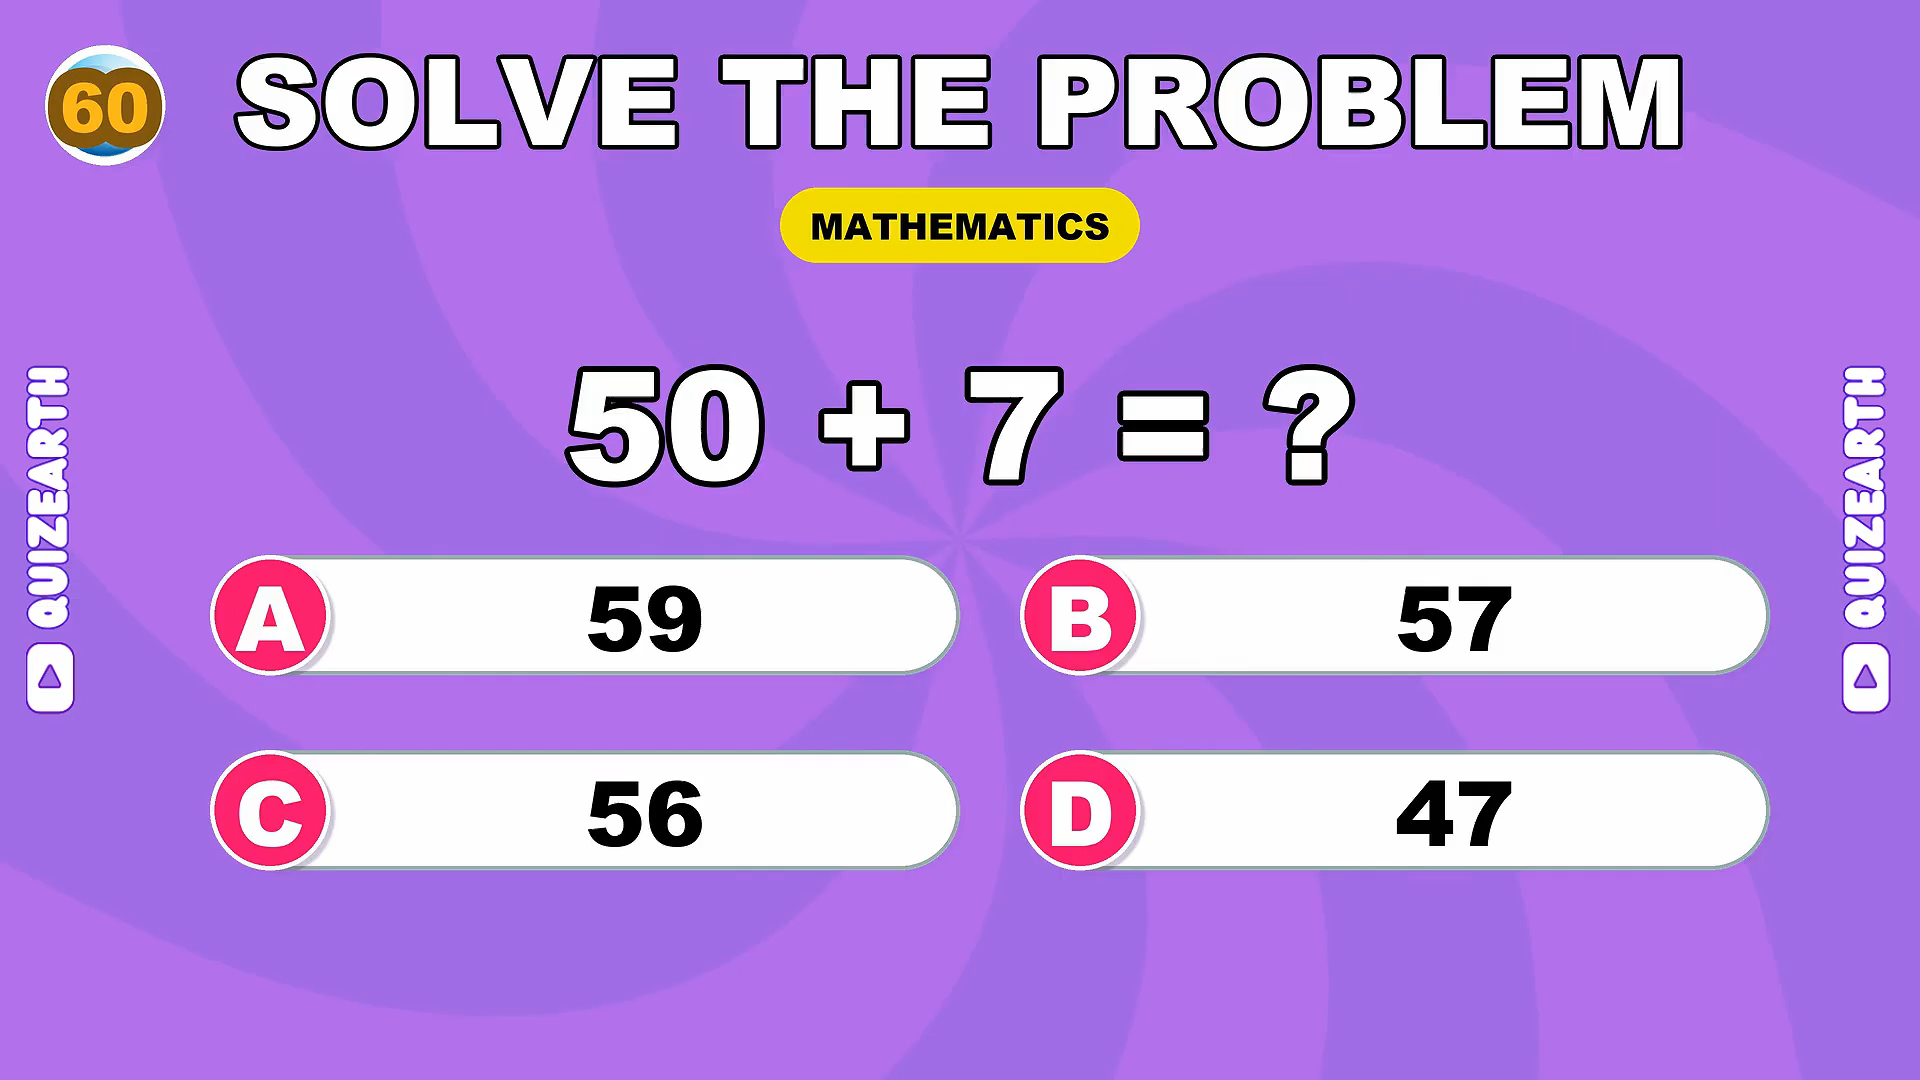 60
SOLVE THE PROBLEM
MATHEMATICS
50 + 7 = ?
A 59
B 57
C 56
D 47
QUIZEARTH
QUIZEARTH